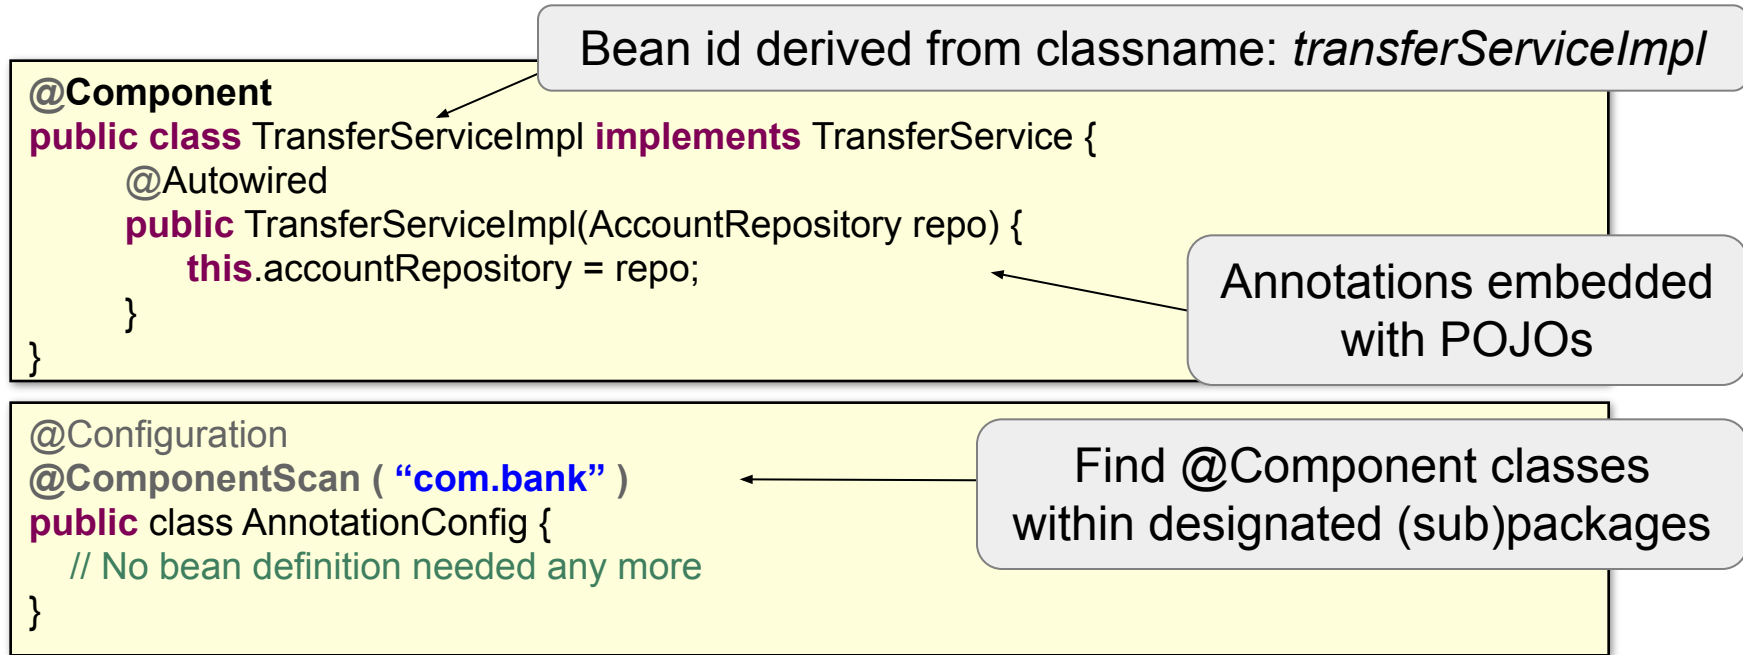 Bean id derived from classname: transferServiceImpl
@Component
public class TransferServiceImpl implements TransferService {
@Autowired
public TransferServiceImpl(AccountRepository repo) {
this.accountRepository = repo;
}
}
Annotations embedded
with POJOs
@Configuration
@ComponentScan ( “com.bank” )
public class AnnotationConfig {
// No bean definition needed any more
}
Find @Component classes
within designated (sub)packages